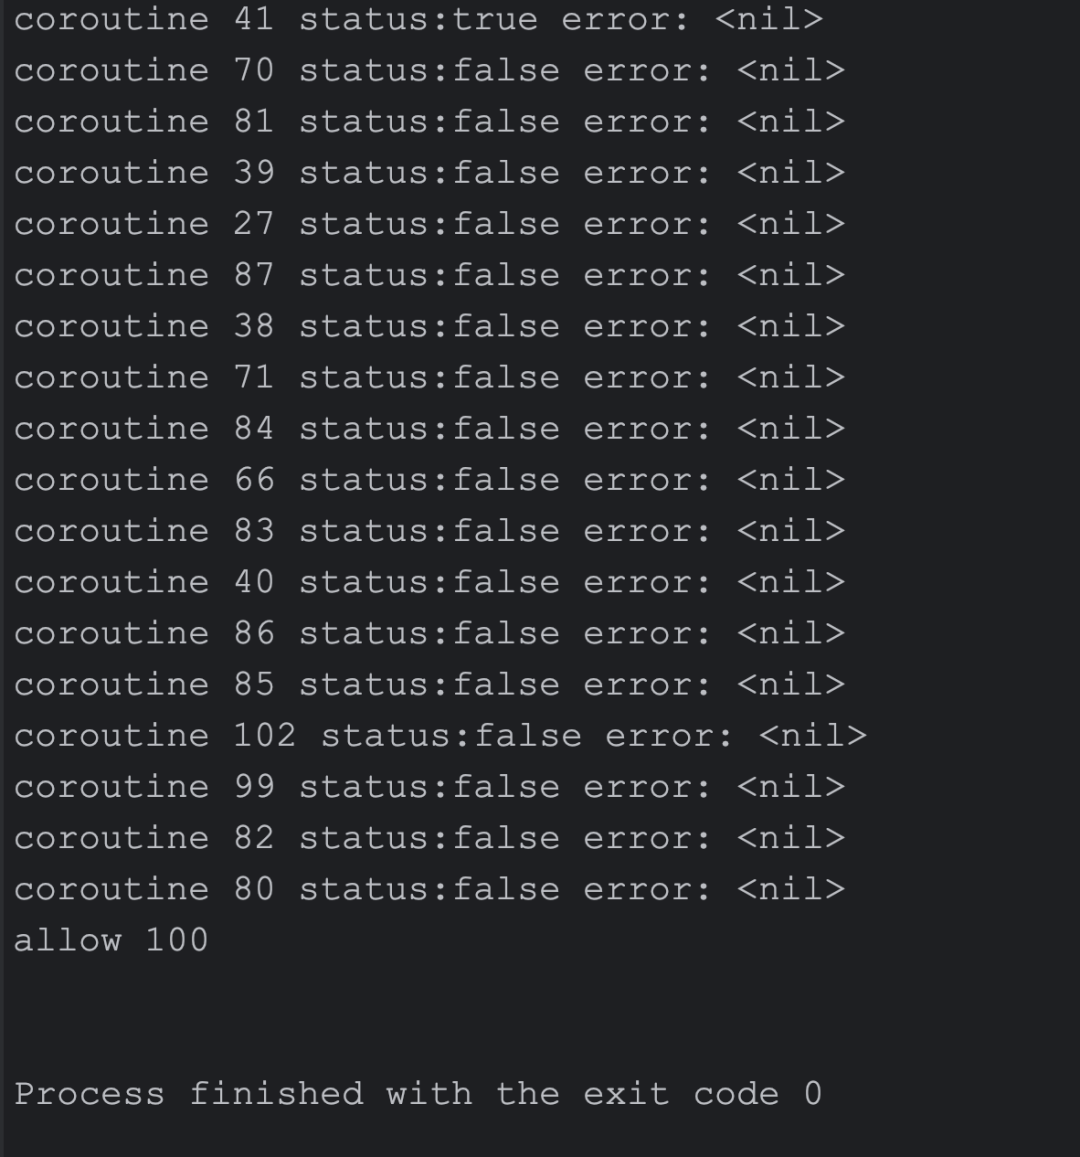 coroutine 41 status:true error: <nil>
coroutine 70 status:false error: <nil>
coroutine 81 status:false error: <nil>
coroutine 39 status:false error: <nil>
coroutine 27 status:false error: <nil>
coroutine 87 status:false error: <nil>
coroutine 38 status:false error: <nil>
coroutine 71 status:false error: <nil>
coroutine 84 status:false error: <nil>
coroutine 66 status:false error: <nil>
coroutine 83 status:false error: <nil>
coroutine 40 status:false error: <nil>
coroutine 86 status:false error: <nil>
coroutine 85 status:false error: <nil>
coroutine 102 status:false error: <nil>
coroutine 99 status:false error: <nil>
coroutine 82 status:false error: <nil>
coroutine 80 status:false error: <nil>
allow 100
Process finished with the exit code 0